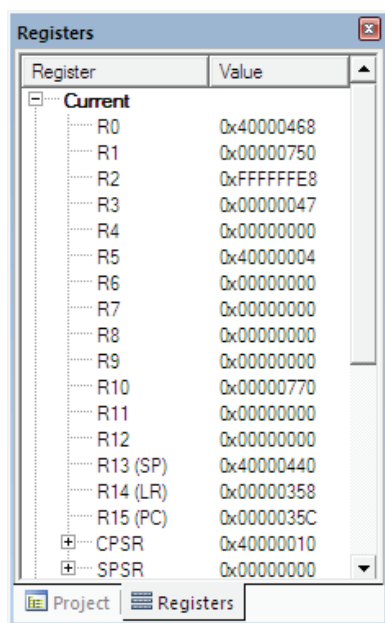 Registers
Register Value
Current
R0 0x40000468
R1 0x00000750
R2 0xFFFFFFE8
R3 0x00000047
R4 0x00000000
R5 0x40000004
R6 0x00000000
R7 0x00000000
R8 0x00000000
R9 0x00000000
R10 0x00000770
R11 0x00000000
R12 0x00000000
R13 (SP) 0x40000440
R14 (LR) 0x00000358
R15 (PC) 0x0000035C
CPSR 0x40000010
SPSR 0x00000000
Project Registers